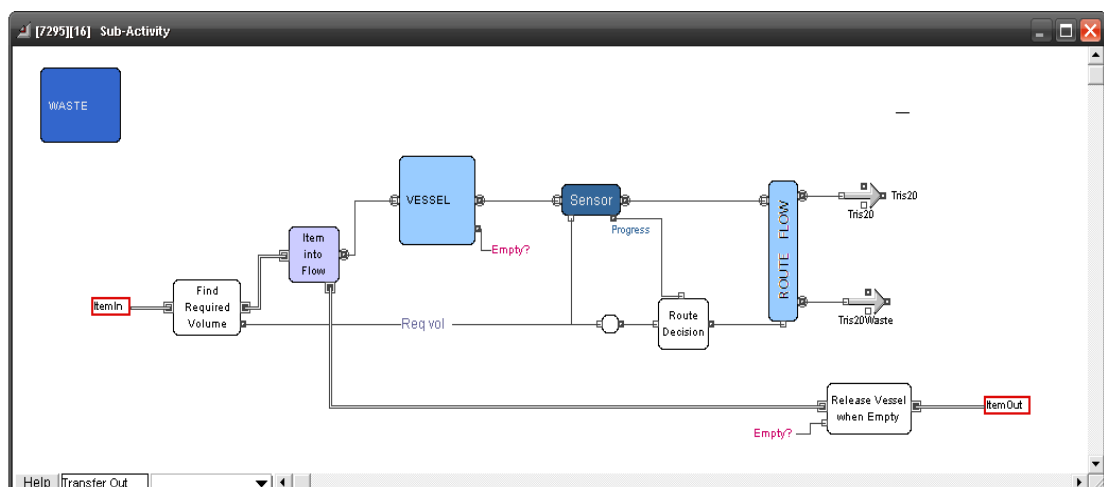 [7295][16] Sub-Activity
WASTE
VESSEL
Empty?
Sensor
Progress
ROUTE FLOW
Tris20
Tris20
Item
into
Flow
ItemIn
Find
Required
Volume
Req vol
Route
Decision
Tris20Waste
Release Vessel
when Empty
Empty?
ItemOut
Help
Transfer Out